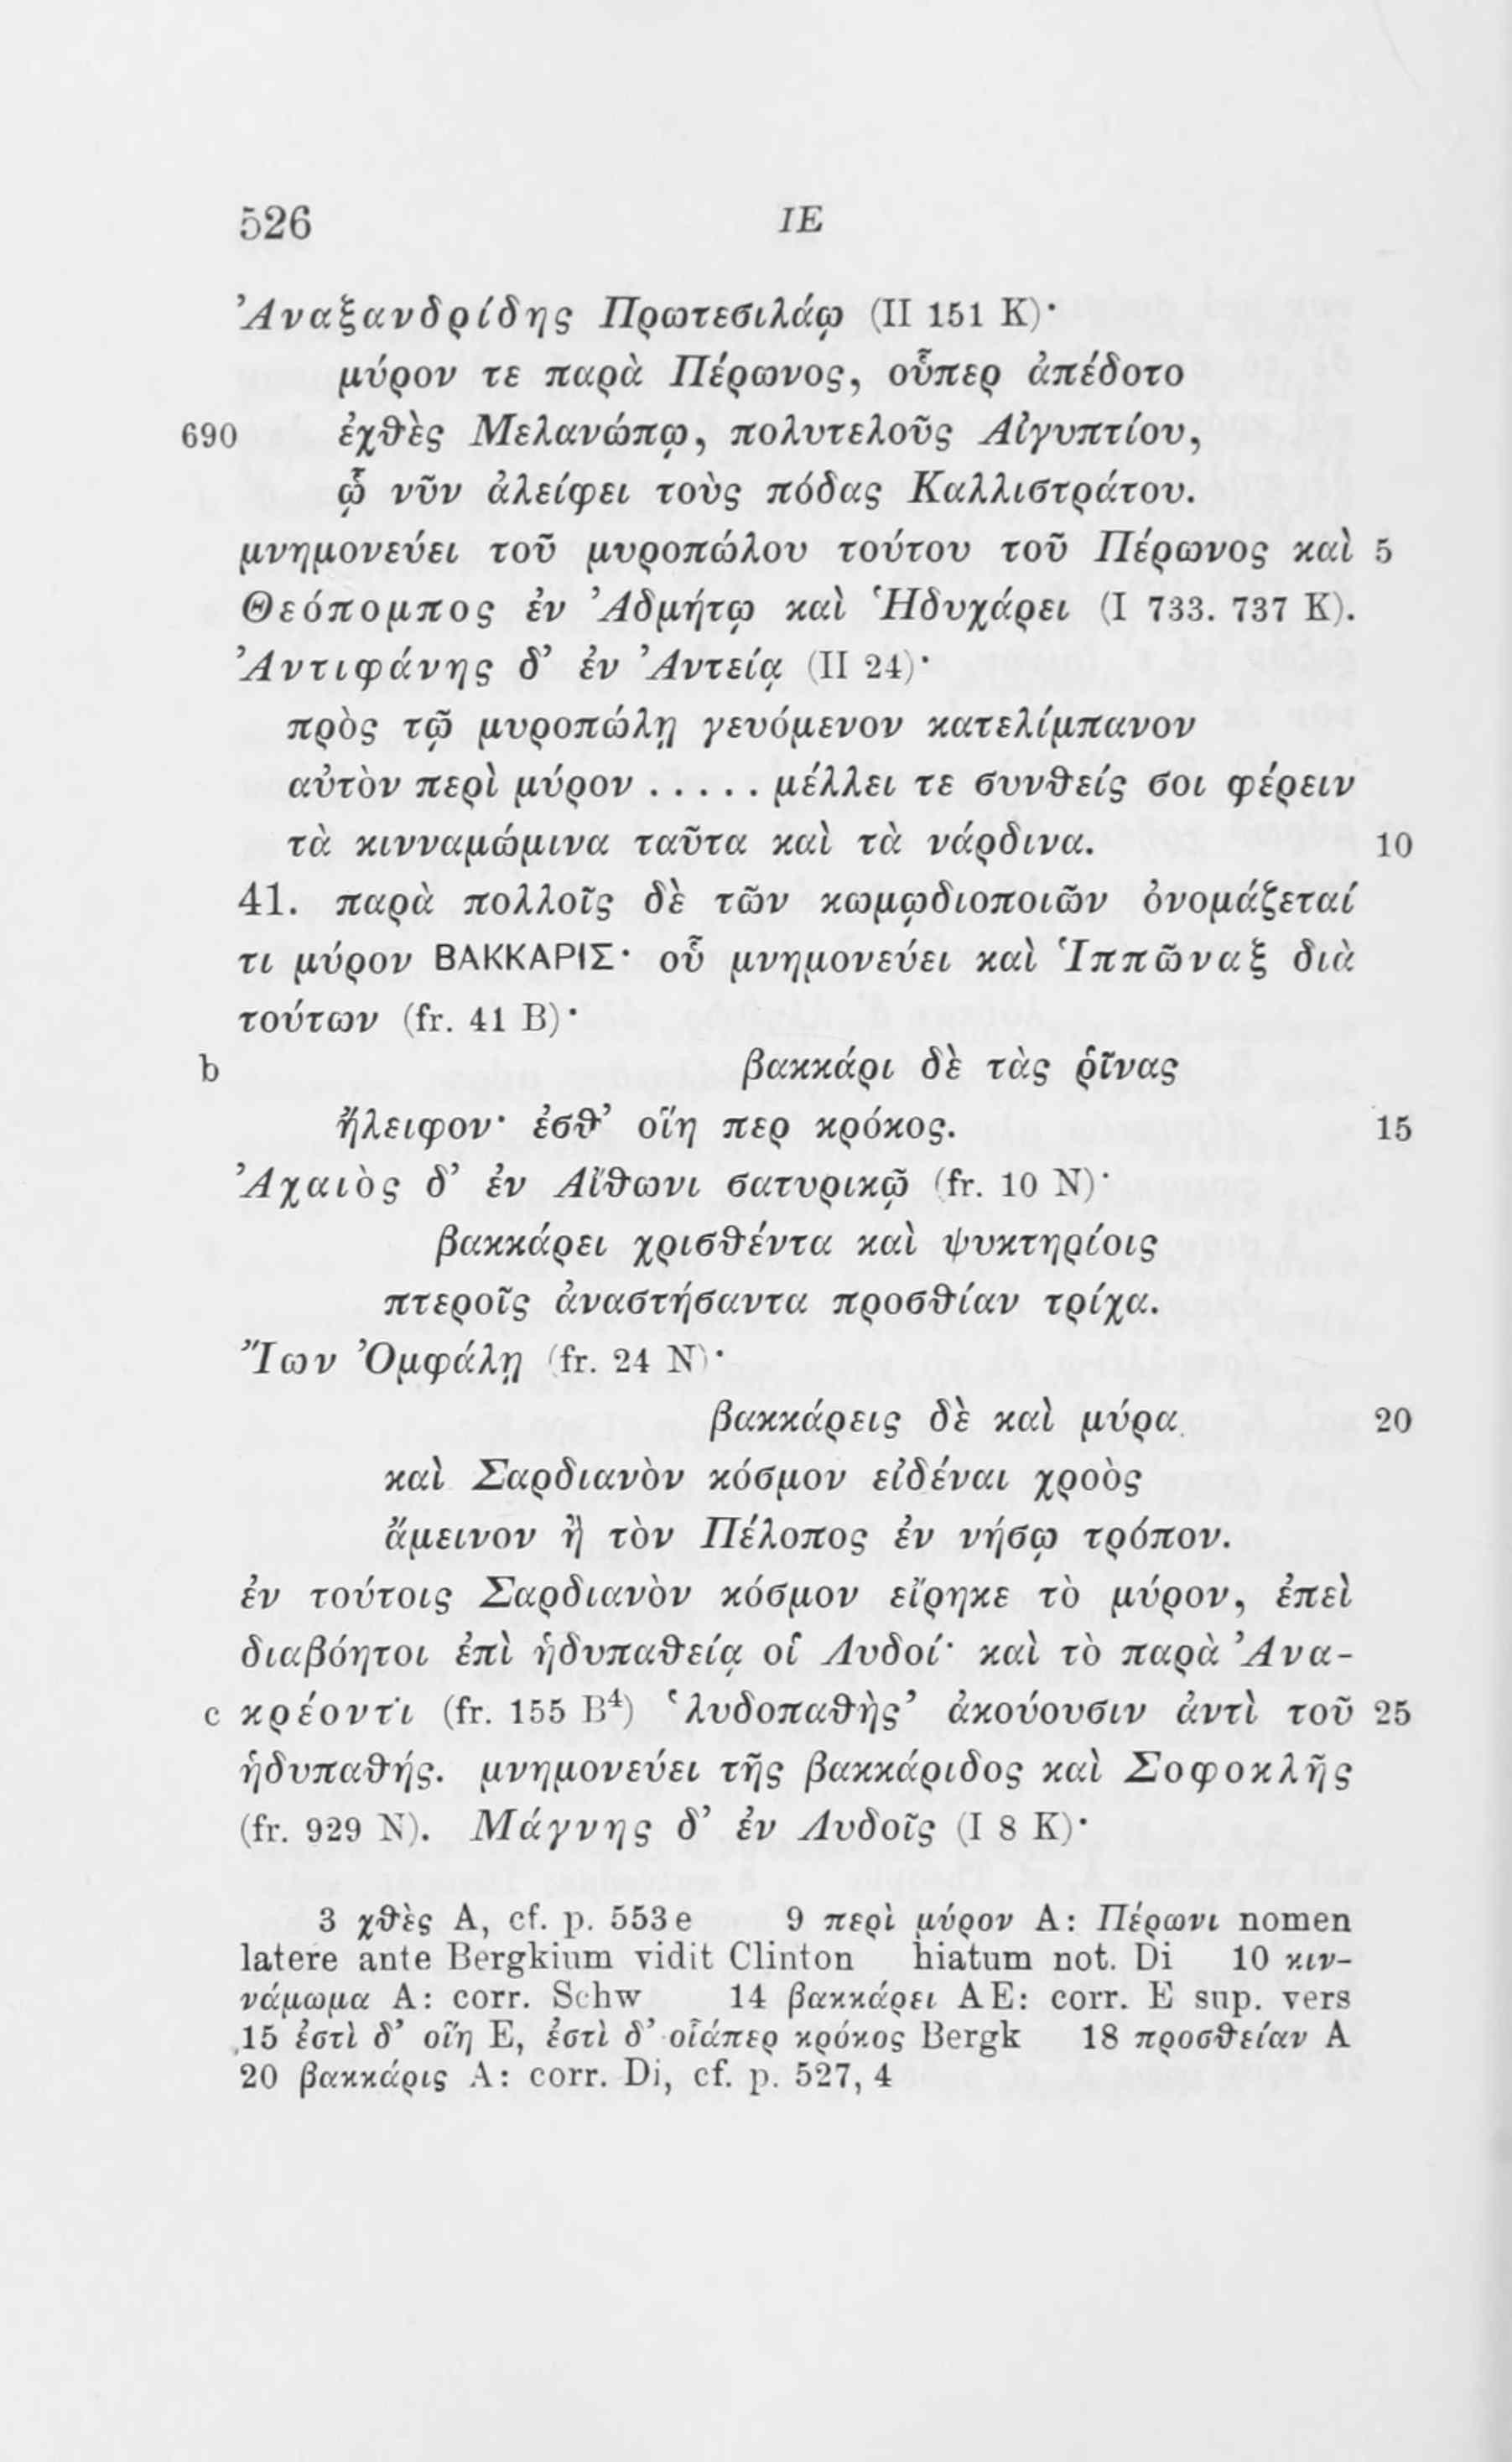 526 IE
Ἀναξανδρίδης Πρωτεσιλάῳ (II 151 K)·
μύρον τε παρὰ Πέρωνος, οὗπερ ἀπέδοτο
690 ἐχθὲς Μελανώπῳ, πολυτελοῦς Αἰγυπτίου,
ᾧ νῦν ἀλείφει τοὺς πόδας Καλλιστράτου.
μνημονεύει τοῦ μυροπώλου τούτου τοῦ Πέρωνος καὶ 5
Θεόπομπος ἐν Ἀδμήτῳ καὶ Ἡδυχάρει (I 733. 737 K).
Ἀντιφάνης δ’ ἐν Ἀντείᾳ (II 24)·
πρὸς τῷ μυροπώλῃ γευόμενον κατελίμπανον
αὐτὸν περὶ μύρον ..... μέλλει τε συνθείς σοι φέρειν
τὰ κινναμώμινα ταῦτα καὶ τὰ νάρδινα. 10
41. παρὰ πολλοῖς δὲ τῶν κωμῳδιοποιῶν ὀνομάζεταί
τι μύρον ΒΑΚΚΑΡΙΣ· οὗ μνημονεύει καὶ Ἱππῶναξ διὰ
τούτων (fr. 41 B)·
b βακκάρι δὲ τὰς ῥῖνας
ἤλειφον· ἐσθ’ οἵη περ κρόκος. 15
Ἀχαιὸς δ’ ἐν Αἴθωνι σατυρικῷ (fr. 10 N)·
βακκάρει χρισθέντα καὶ ψυκτηρίοις
πτεροῖς ἀναστήσαντα προσθίαν τρίχα.
Ἴων Ὀμφάλῃ (fr. 24 N)·
βακκάρεις δὲ καὶ μύρα 20
καὶ Σαρδιανὸν κόσμον εἰδέναι χροὸς
ἄμεινον ἢ τὸν Πέλοπος ἐν νήσῳ τρόπον.
ἐν τούτοις Σαρδιανὸν κόσμον εἴρηκε τὸ μύρον, ἐπεὶ
διαβόητοι ἐπὶ ἡδυπαθείᾳ οἱ Λυδοί· καὶ τὸ παρὰ Ἀνα-
c κρέοντι (fr. 155 B⁴) ‘λυδοπαθὴς’ ἀκούουσιν ἀντὶ τοῦ 25
ἡδυπαθής. μνημονεύει τῆς βακκάριδος καὶ Σοφοκλῆς
(fr. 929 N). Μάγνης δ’ ἐν Λυδοῖς (I 8 K)·
3 χθὲς A, cf. p. 553e 9 περὶ μύρον A: Πέρωνι nomen
latere ante Bergkium vidit Clinton hiatum not. Di 10 κιν-
νάμωμα A: corr. Schw 14 βακκάρει AE: corr. E sup. vers
15 ἐστὶ δ’ οἵη E, ἐστὶ δ’ οἷάπερ κρόκος Bergk 18 προσθείαν A
20 βακκάρις A: corr. Di, cf. p. 527, 4